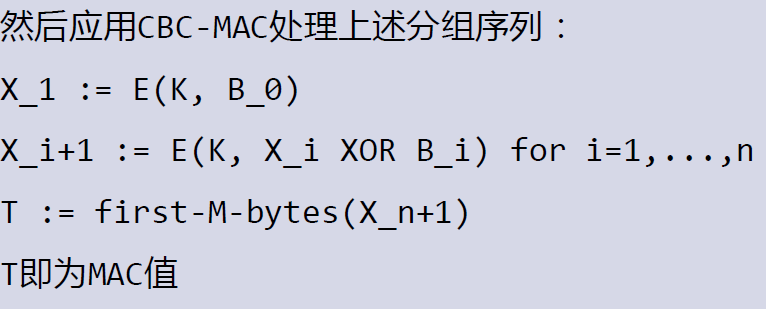 然后应用CBC-MAC处理上述分组序列：
X_1 := E(K, B_0)
X_i+1 := E(K, X_i XOR B_i) for i=1,...,n
T := first-M-bytes(X_n+1)
T即为MAC值